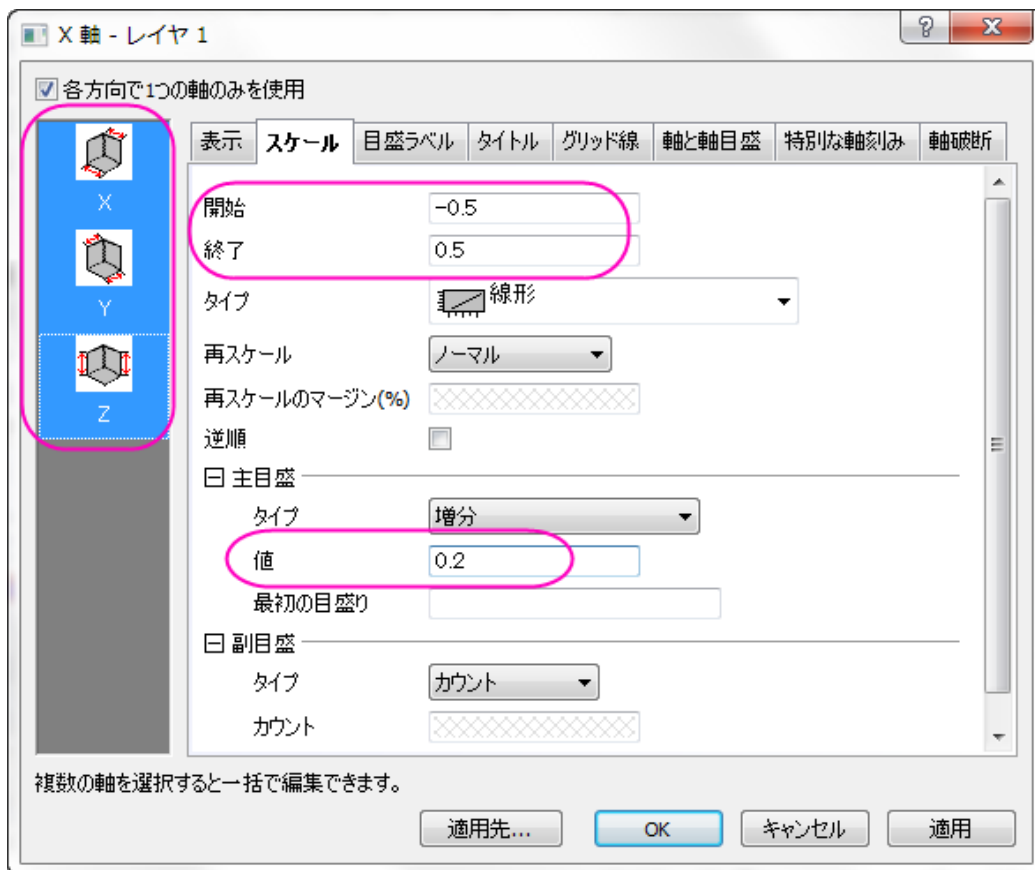 X 軸 - レイヤ 1
各方向で1つの軸のみを使用
X
Y
Z
表示 スケール 目盛ラベル タイトル グリッド線 軸と軸目盛 特別な軸刻み 軸破断
開始 -0.5
終了 0.5
タイプ 線形
再スケール ノーマル
再スケールのマージン(%)
逆順
主目盛
タイプ 増分
値 0.2
最初の目盛り
副目盛
タイプ カウント
カウント
複数の軸を選択すると一括で編集できます。
適用先... OK キャンセル 適用